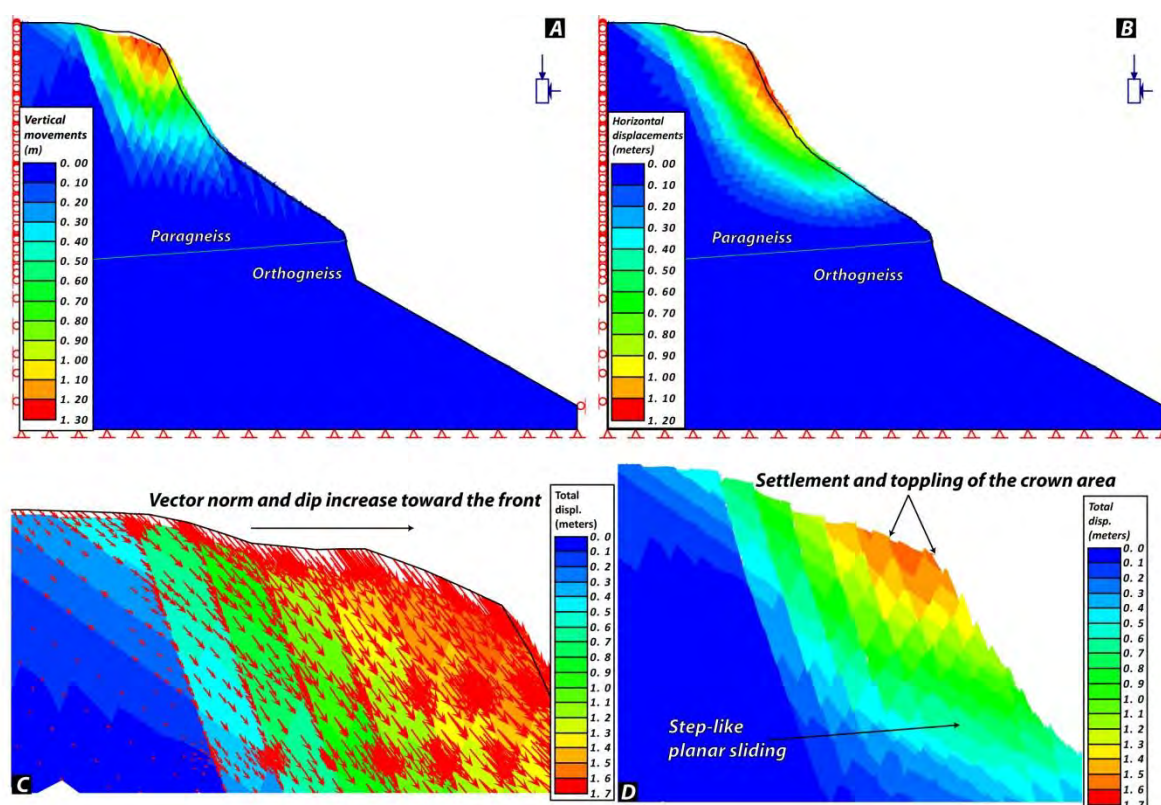 A
B
Vertical
movements
(m)
0. 00
0. 10
0. 20
0. 30
0. 40
0. 50
0. 60
0. 70
0. 80
0. 90
1. 00
1. 10
1. 20
1. 30
Paragneiss
Orthogneiss
Horizontal
displacements
(meters)
0. 00
0. 10
0. 20
0. 30
0. 40
0. 50
0. 60
0. 70
0. 80
0. 90
1. 00
1. 10
1. 20
Paragneiss
Orthogneiss
Vector norm and dip increase toward the front
Total
displ.
(meters)
0. 0
0. 1
0. 2
0. 3
0. 4
0. 5
0. 6
0. 7
0. 8
0. 9
1. 0
1. 1
1. 2
1. 3
1. 4
1. 5
1. 6
1. 7
C
Settlement and toppling of the crown area
Total
disp.
(meters)
0. 0
0. 1
0. 2
0. 3
0. 4
0. 5
0. 6
0. 7
0. 8
0. 9
1. 0
1. 1
1. 2
1. 3
1. 4
1. 5
1. 6
1. 7
Step-like
planar sliding
D